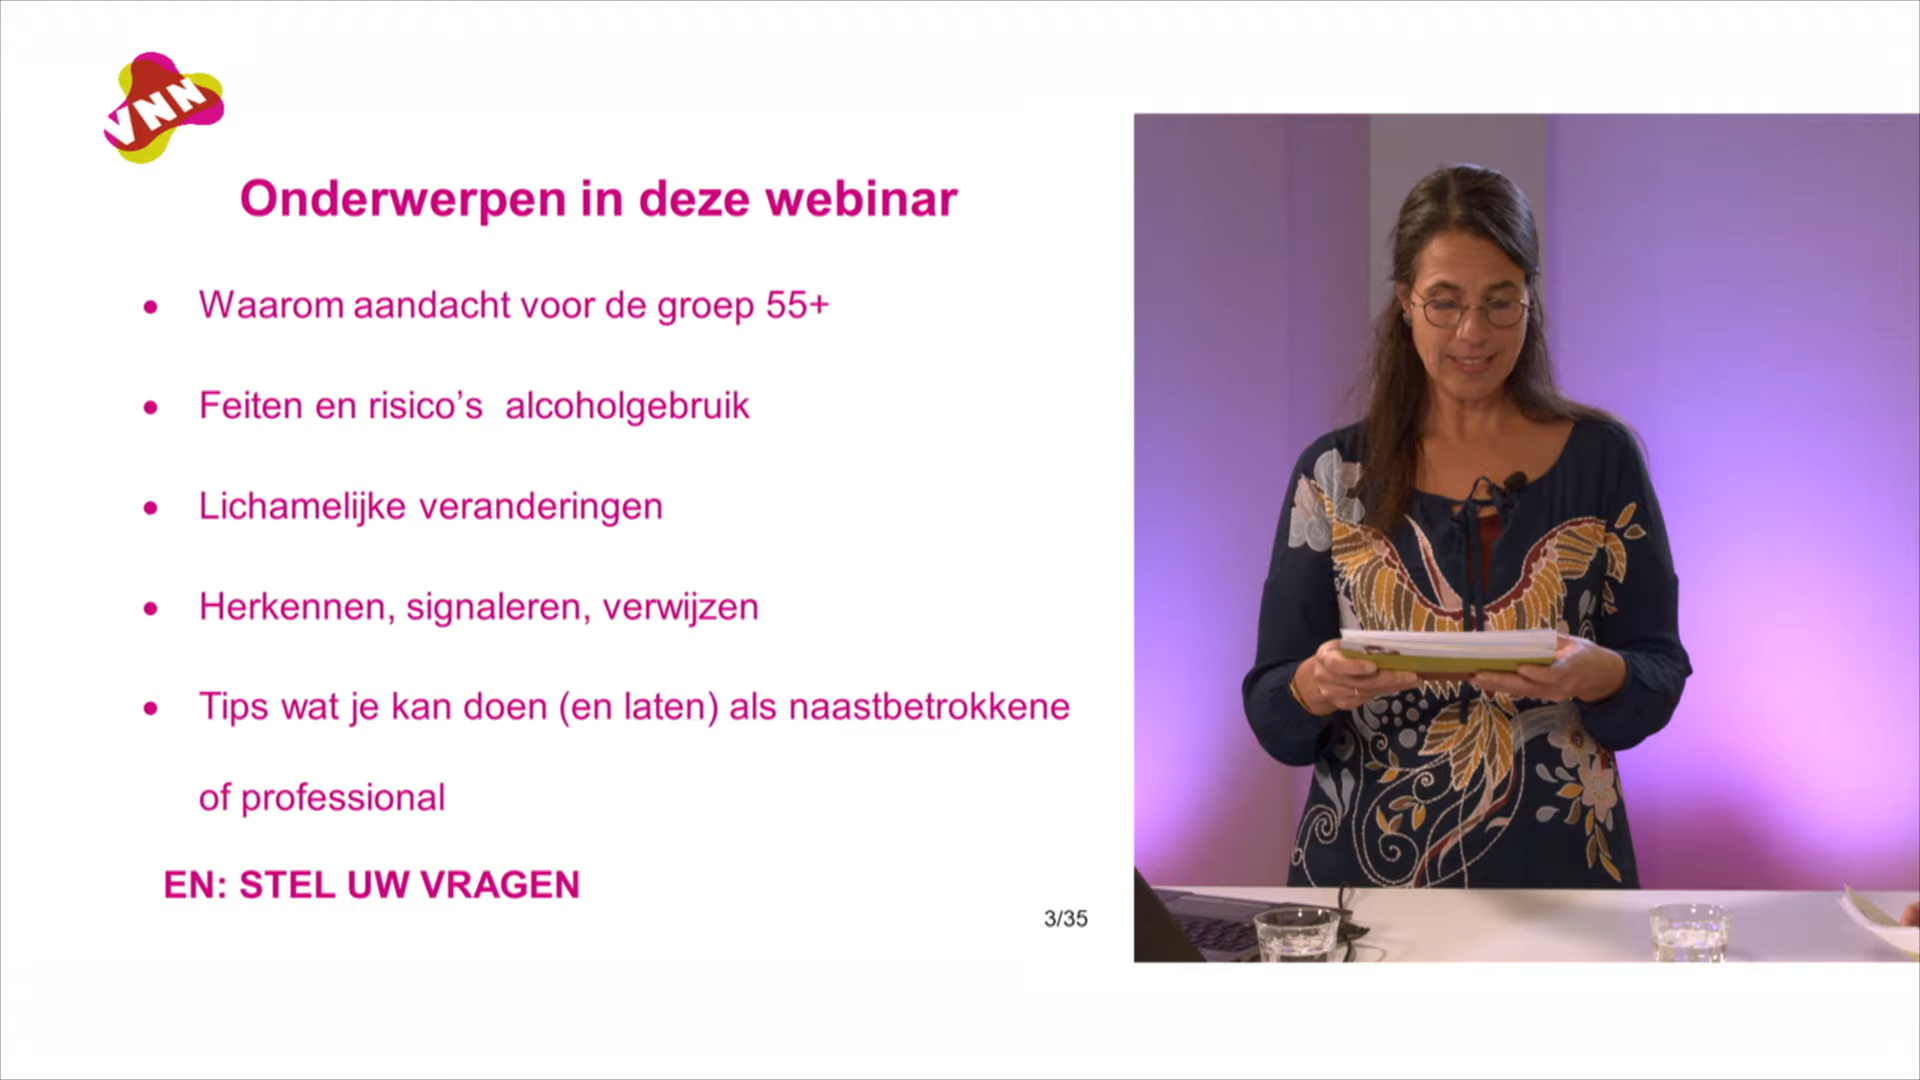 VNN
Onderwerpen in deze webinar
• Waarom aandacht voor de groep 55+
• Feiten en risico’s  alcoholgebruik
• Lichamelijke veranderingen
• Herkennen, signaleren, verwijzen
• Tips wat je kan doen (en laten) als naastbetrokkene
of professional
EN: STEL UW VRAGEN
3/35